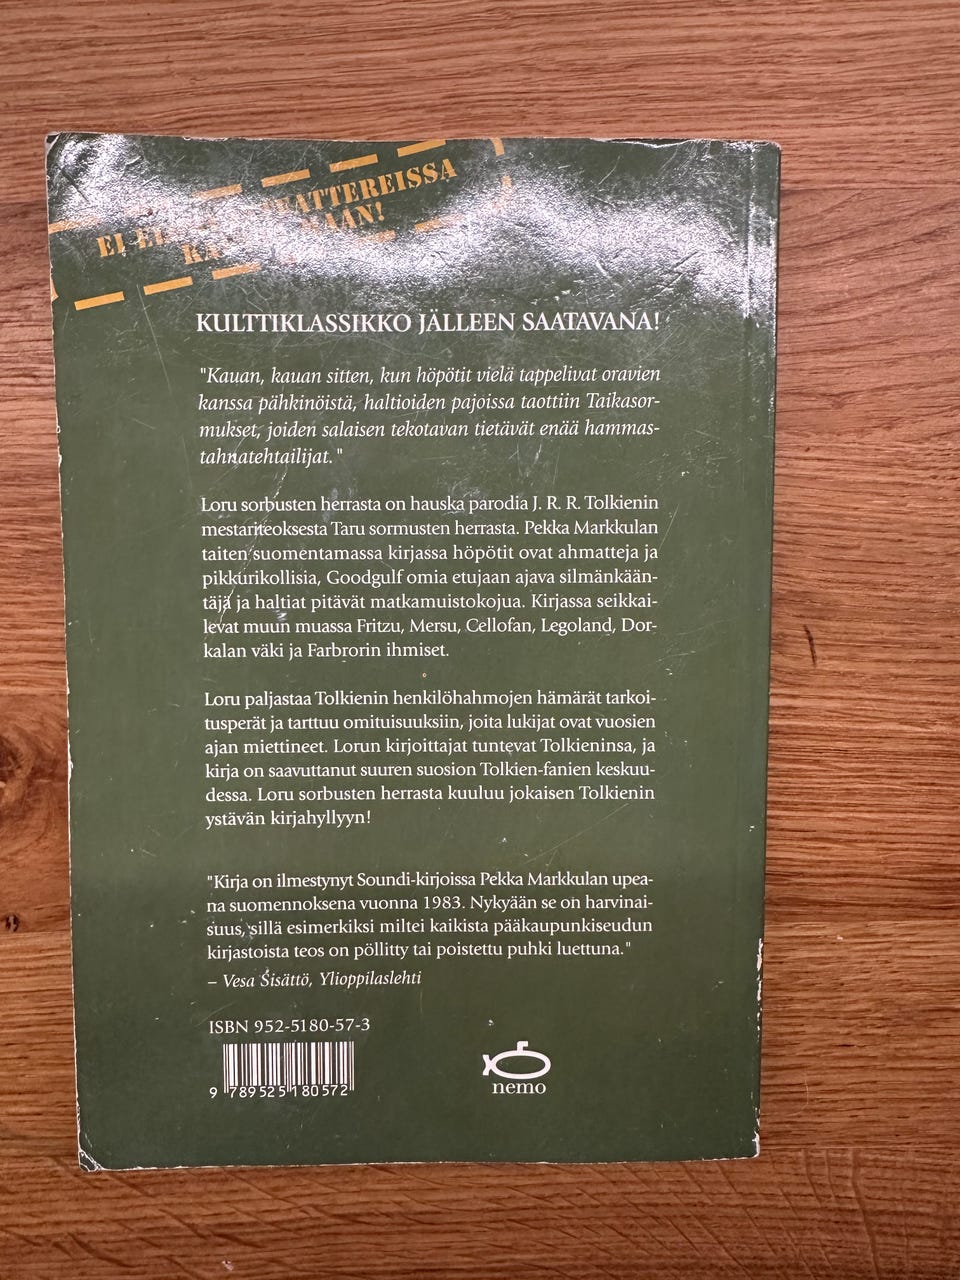 EI ATTEREISSA
ÄÄN!
KULTTIKLASSIKKO JÄLLEEN SAATAVANA!
"Kauan, kauan sitten, kun höpötit vielä tappelivat oravien
kanssa pähkinöistä, haltioiden pajoissa taottiin Taikasor-
mukset, joiden salaisen tekotavan tietävät enää hammas-
tahnatehtailijat."
Loru sorbusten herrasta on hauska parodia J. R. R. Tolkienin
mestariteoksesta Taru sormusten herrasta. Pekka Markkulan
taiten suomentamassa kirjassa höpötit ovat ahmatteja ja
pikkurikollisia, Goodgulf omia etujaan ajava silmänkään-
täjä ja haltiat pitävät matkamuistokojua. Kirjassa seikkai-
levat muun muassa Fritzu, Mersu, Cellofan, Legoland, Dor-
kalan väki ja Farbrorin ihmiset.
Loru paljastaa Tolkienin henkilöhahmojen hämärät tarkoi-
tusperät ja tarttuu omituisuuksiin, joita lukijat ovat vuosien
ajan miettineet. Lorun kirjoittajat tuntevat Tolkieninsa, ja
kirja on saavuttanut suuren suosion Tolkien-fanien keskuu-
dessa. Loru sorbusten herrasta kuuluu jokaisen Tolkienin
ystävän kirjahyllyyn!
"Kirja on ilmestynyt Soundi-kirjoissa Pekka Markkulan upea-
na suomennoksena vuonna 1983. Nykyään se on harvinai-
suus, sillä esimerkiksi miltei kaikista pääkaupunkiseudun
kirjastoista teos on pöllitty tai poistettu puhki luettuna."
– Vesa Sisättö, Ylioppilaslehti
ISBN 952-5180-57-3
9 789525 180572
nemo